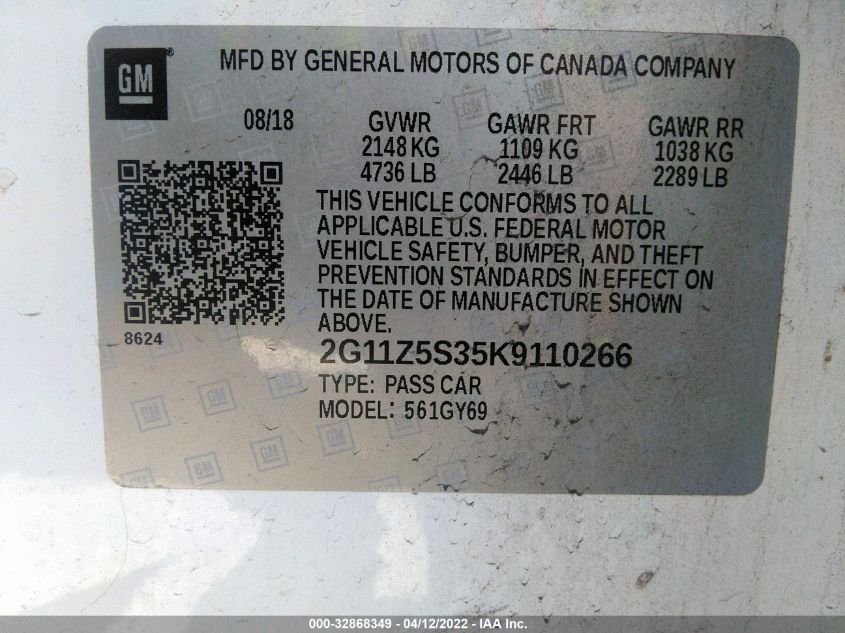 GM®
MFD BY GENERAL MOTORS OF CANADA COMPANY
08/18 GVWR GAWR FRT GAWR RR
2148 KG 1109 KG 1038 KG
4736 LB 2446 LB 2289 LB
THIS VEHICLE CONFORMS TO ALL
APPLICABLE U.S. FEDERAL MOTOR
VEHICLE SAFETY, BUMPER, AND THEFT
PREVENTION STANDARDS IN EFFECT ON
THE DATE OF MANUFACTURE SHOWN
ABOVE.
8624
2G11Z5S35K9110266
TYPE: PASS CAR
MODEL: 561GY69
000-32868349 - 04/12/2022 - IAA Inc.